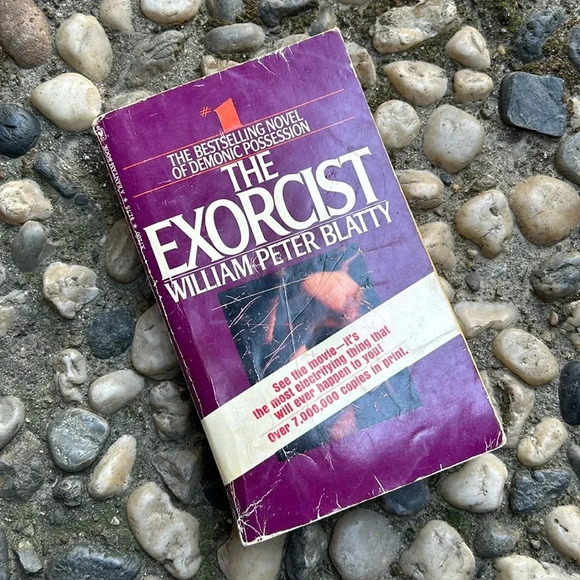 #1
THE BESTSELLING NOVEL
OF DEMONIC POSSESSION
THE
EXORCIST
WILLIAM PETER BLATTY
See the movie—it's
the most electrifying thing that
will ever happen to you!
Over 7,000,000 copies in print.